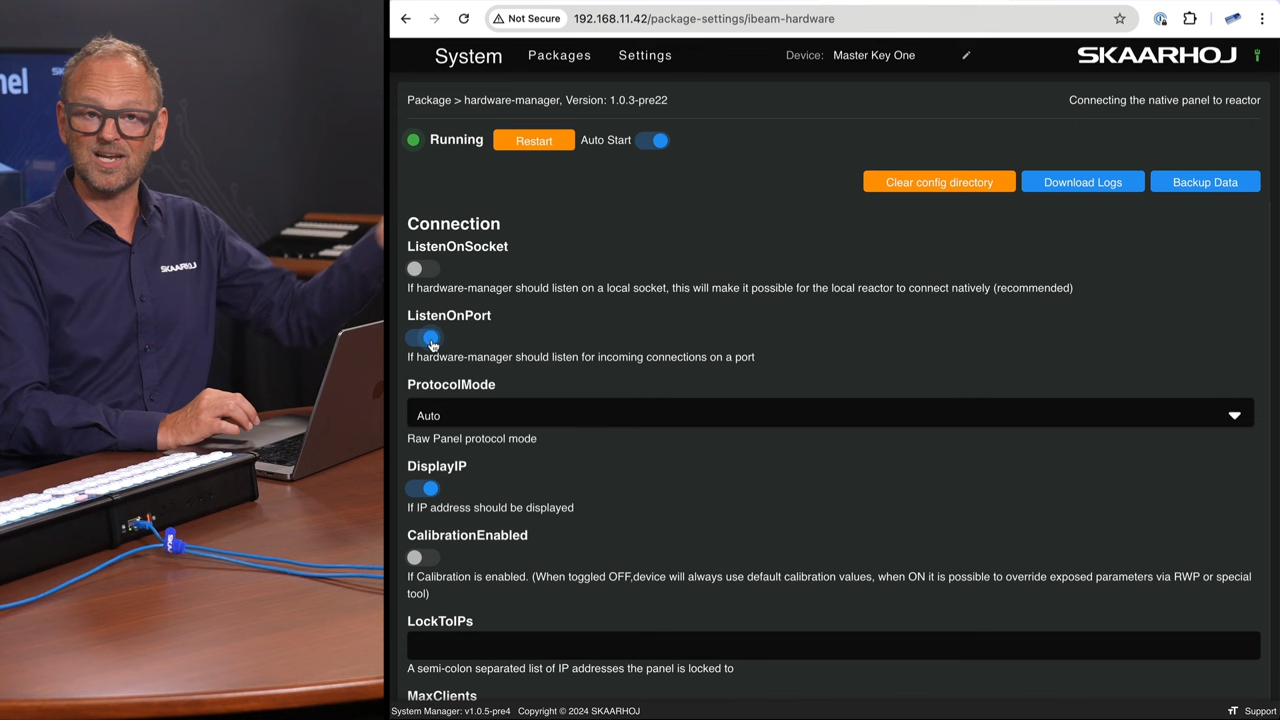 Not Secure 192.168.11.42/package-settings/ibeam-hardware
System Packages Settings Device: Master Key One SKAARHOJ
Package > hardware-manager, Version: 1.0.3-pre22 Connecting the native panel to reactor
Running Restart Auto Start
Clear config directory Download Logs Backup Data
Connection
ListenOnSocket
If hardware-manager should listen on a local socket, this will make it possible for the local reactor to connect natively (recommended)
ListenOnPort
If hardware-manager should listen for incoming connections on a port
ProtocolMode
Auto
Raw Panel protocol mode
DisplayIP
If IP address should be displayed
CalibrationEnabled
If Calibration is enabled. (When toggled OFF,device will always use default calibration values, when ON it is possible to override exposed parameters via RWP or special
tool)
LockToIPs
A semi-colon separated list of IP addresses the panel is locked to
MaxClients
System Manager: v1.0.5-pre4 Copyright © 2024 SKAARHOJ Support
SKAARHOJ